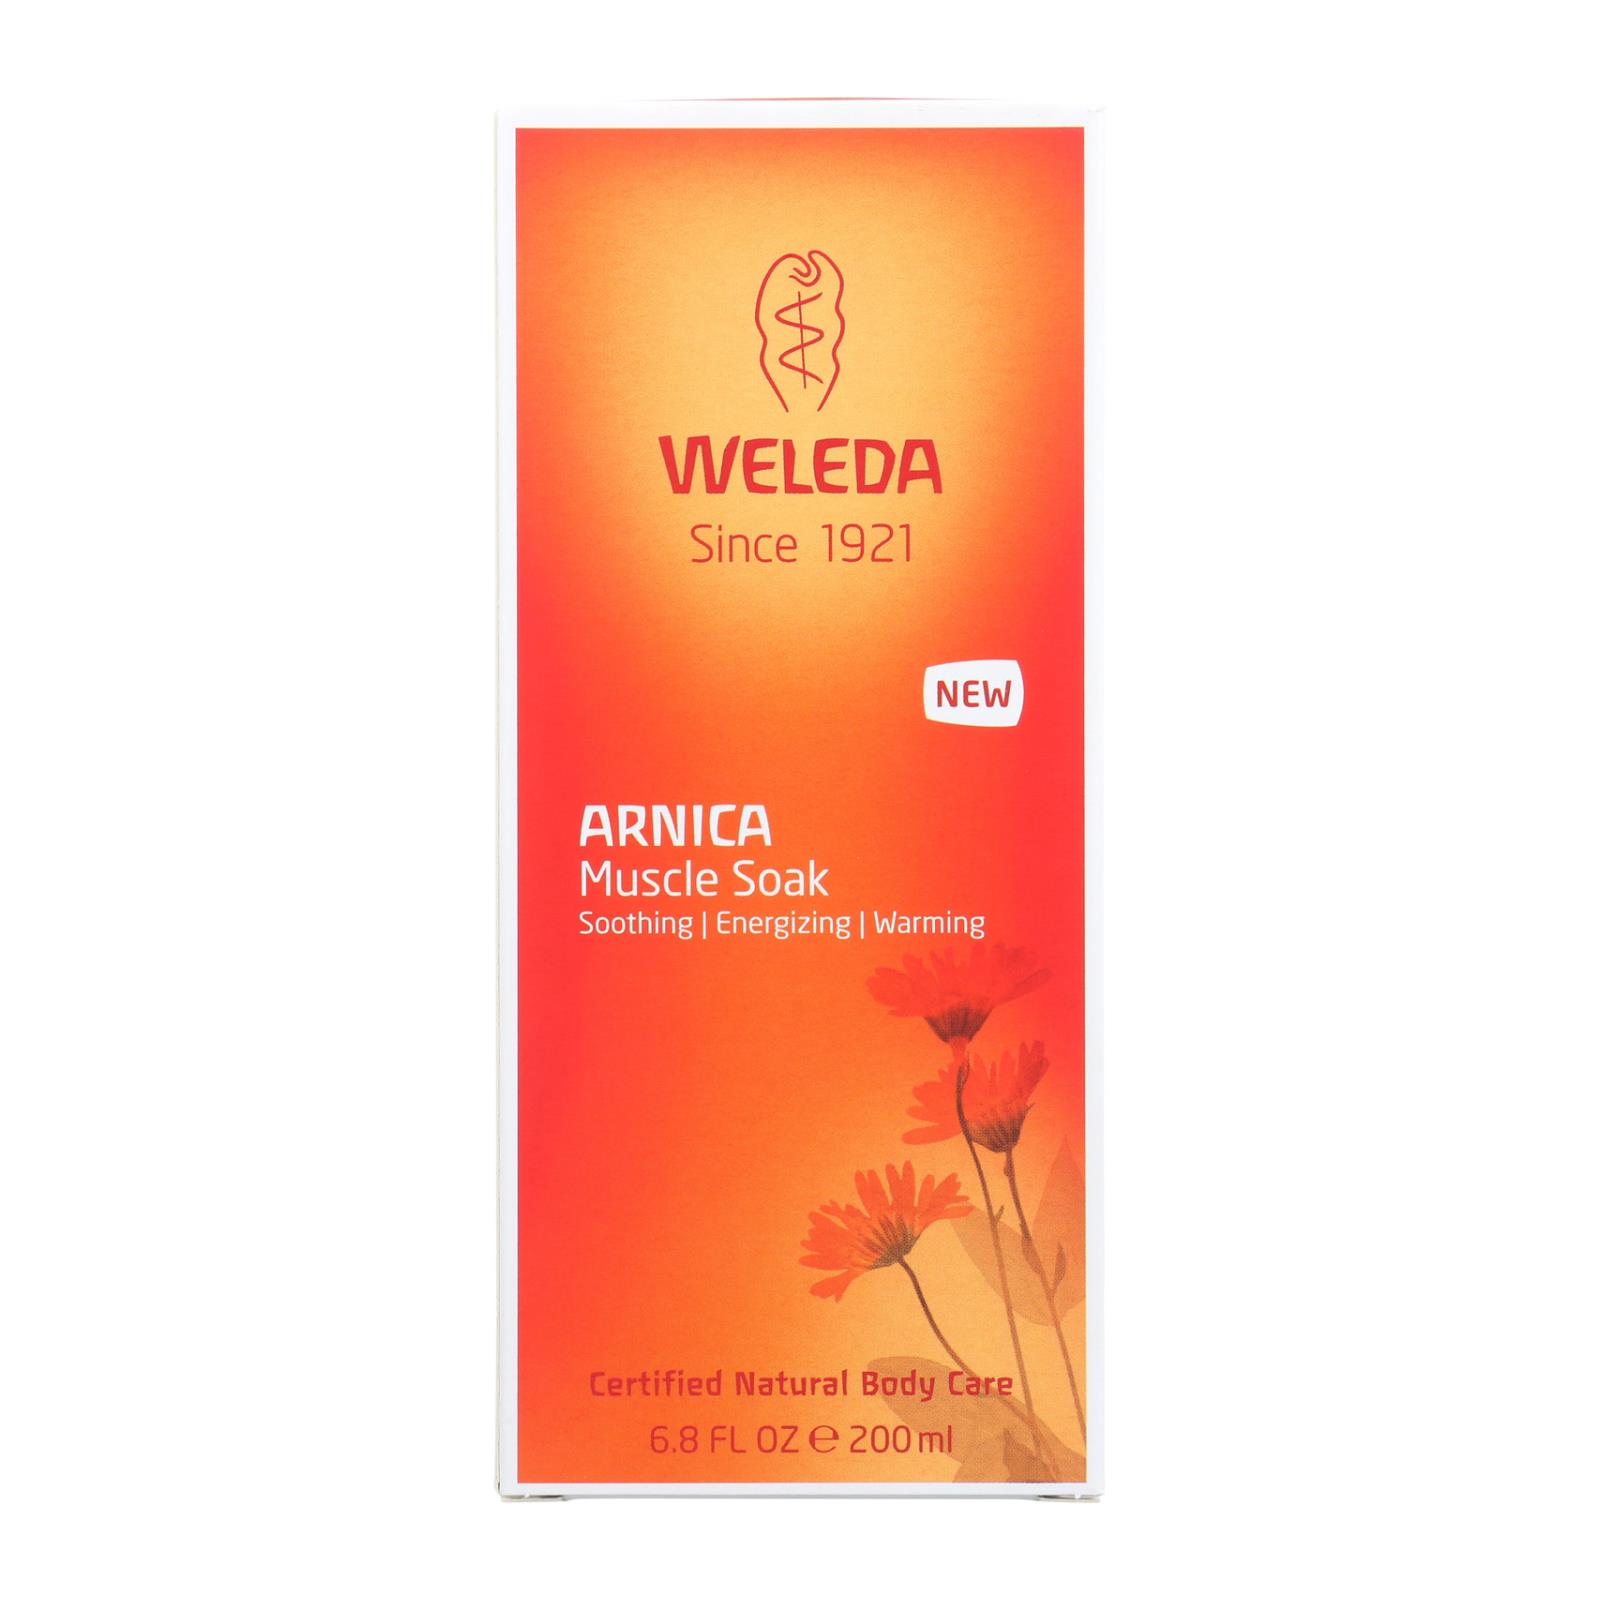 WELEDA
Since 1921
NEW
ARNICA
Muscle Soak
Soothing | Energizing | Warming
Certified Natural Body Care
6.8 FL OZ ℮ 200 ml